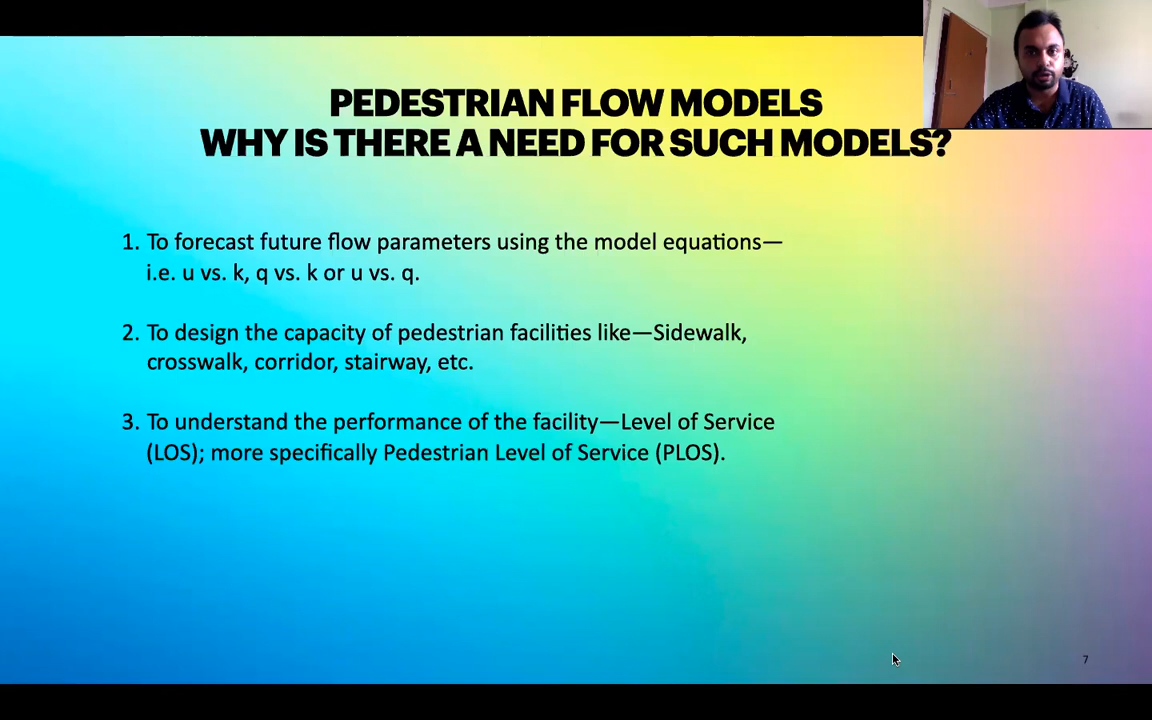 PEDESTRIAN FLOW MODELS
WHY IS THERE A NEED FOR SUCH MODELS?
1. To forecast future flow parameters using the model equations—
i.e. u vs. k, q vs. k or u vs. q.
2. To design the capacity of pedestrian facilities like—Sidewalk,
crosswalk, corridor, stairway, etc.
3. To understand the performance of the facility—Level of Service
(LOS); more specifically Pedestrian Level of Service (PLOS).
7